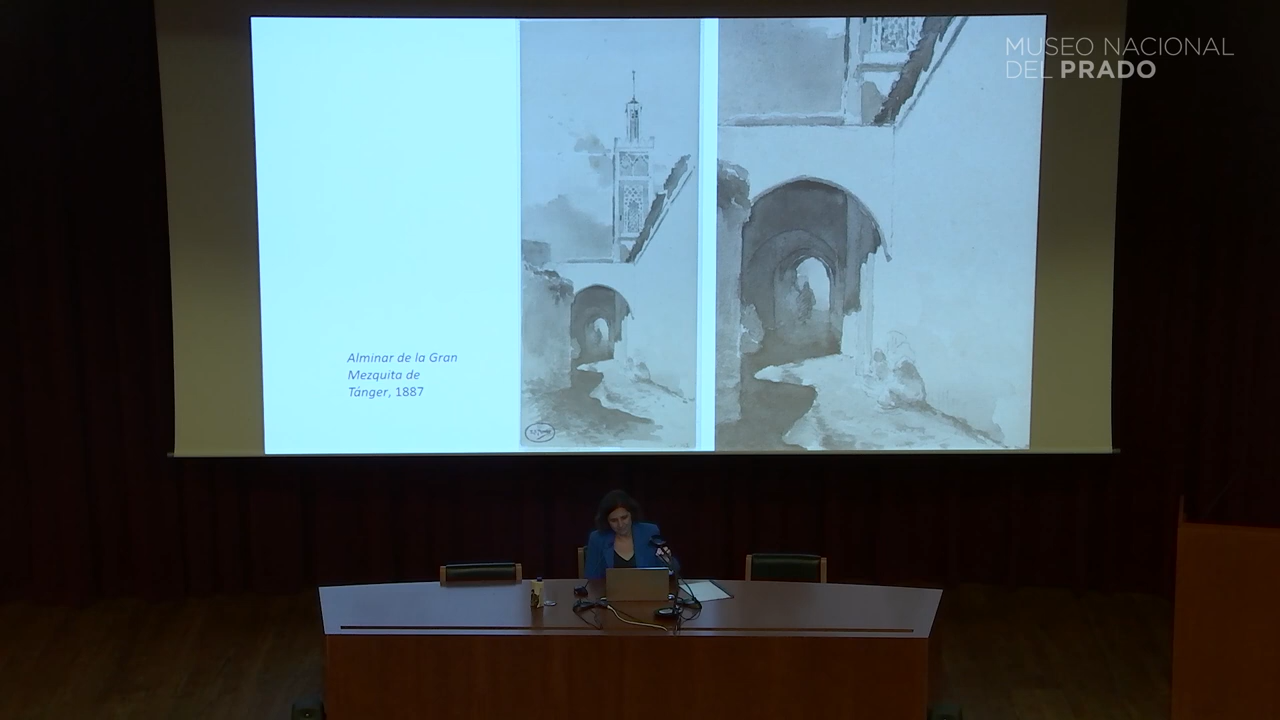 MUSEO NACIONAL
DEL PRADO
Alminar de la Gran
Mezquita de
Tánger, 1887